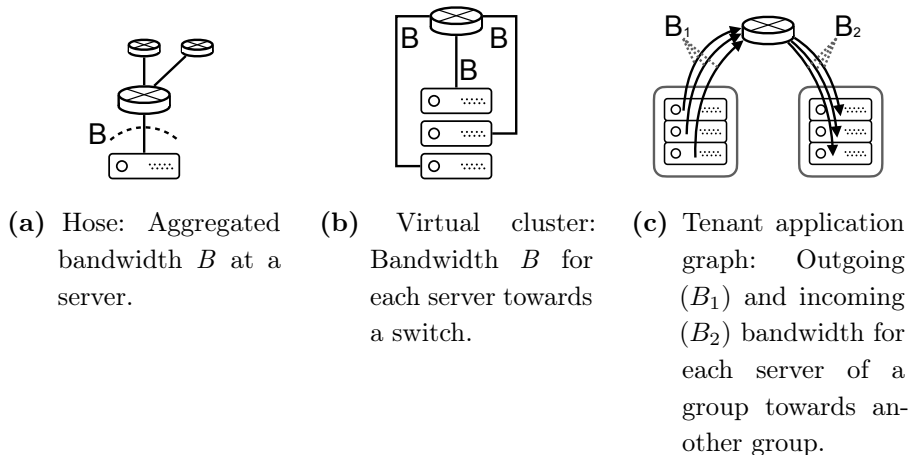 B
B
B
B
B₁
B₂
(a) Hose: Aggregated
bandwidth B at a
server.
(b) Virtual cluster:
Bandwidth B for
each server towards
a switch.
(c) Tenant application
graph: Outgoing
(B₁) and incoming
(B₂) bandwidth for
each server of a
group towards an-
other group.